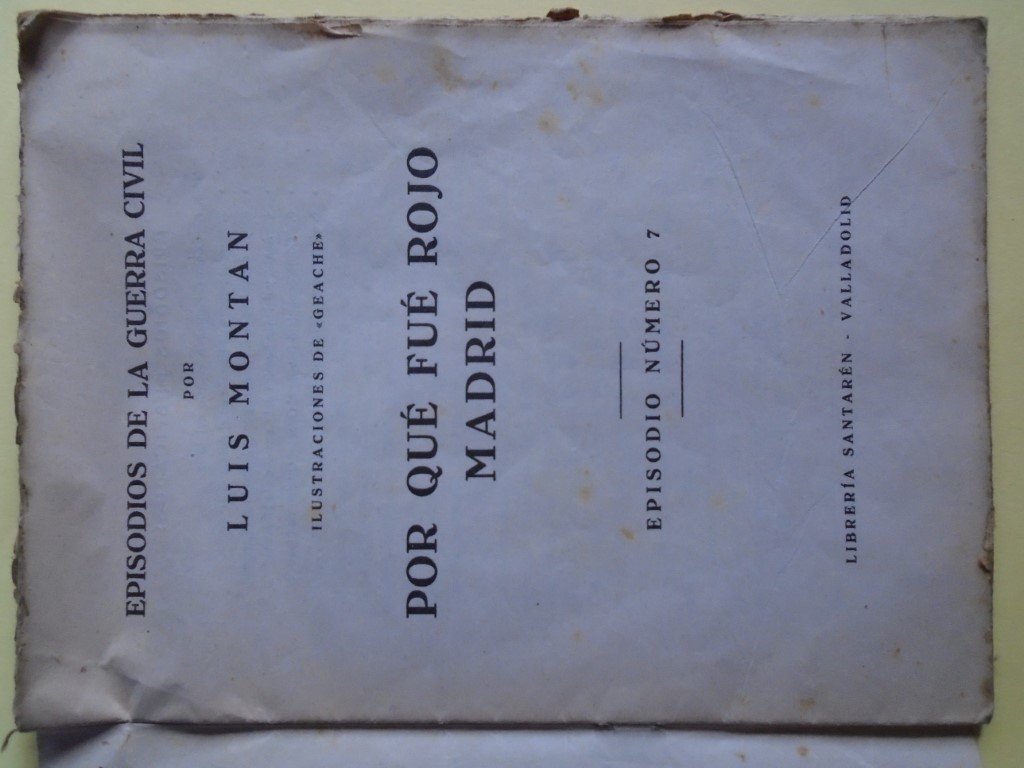 EPISODIOS DE LA GUERRA CIVIL
POR
LUIS MONTAN
ILUSTRACIONES DE «GEACHE»
POR QUÉ FUÉ ROJO
MADRID
EPISODIO NÚMERO 7
LIBRERÍA SANTARÉN - VALLADOLID